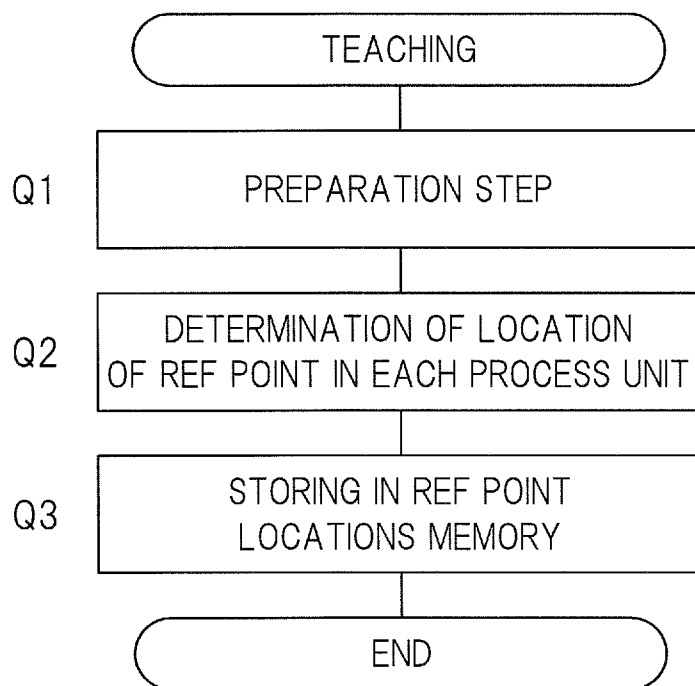 TEACHING
Q1
PREPARATION STEP
Q2
DETERMINATION OF LOCATION
OF REF POINT IN EACH PROCESS UNIT
Q3
STORING IN REF POINT
LOCATIONS MEMORY
END